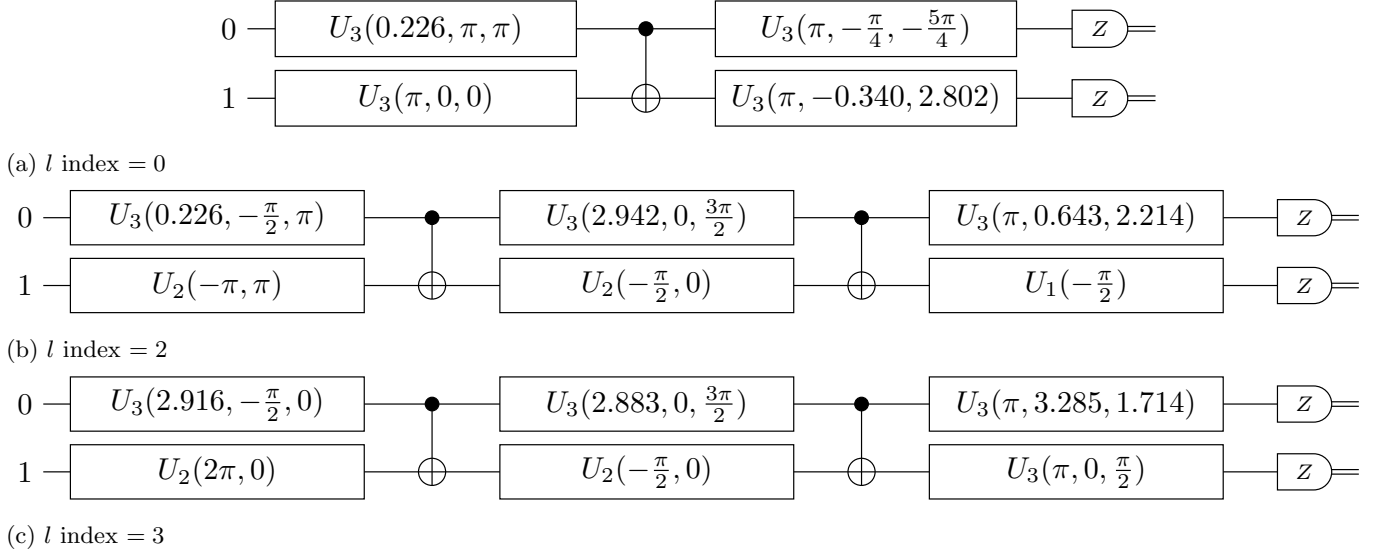 0 U₃(0.226, π, π) U₃(π, −π/4, −5π/4) Z
1 U₃(π, 0, 0) U₃(π, −0.340, 2.802) Z
(a) l index = 0
0 U₃(0.226, −π/2, π) U₃(2.942, 0, 3π/2) U₃(π, 0.643, 2.214) Z
1 U₂(−π, π) U₂(−π/2, 0) U₁(−π/2) Z
(b) l index = 2
0 U₃(2.916, −π/2, 0) U₃(2.883, 0, 3π/2) U₃(π, 3.285, 1.714) Z
1 U₂(2π, 0) U₂(−π/2, 0) U₃(π, 0, π/2) Z
(c) l index = 3